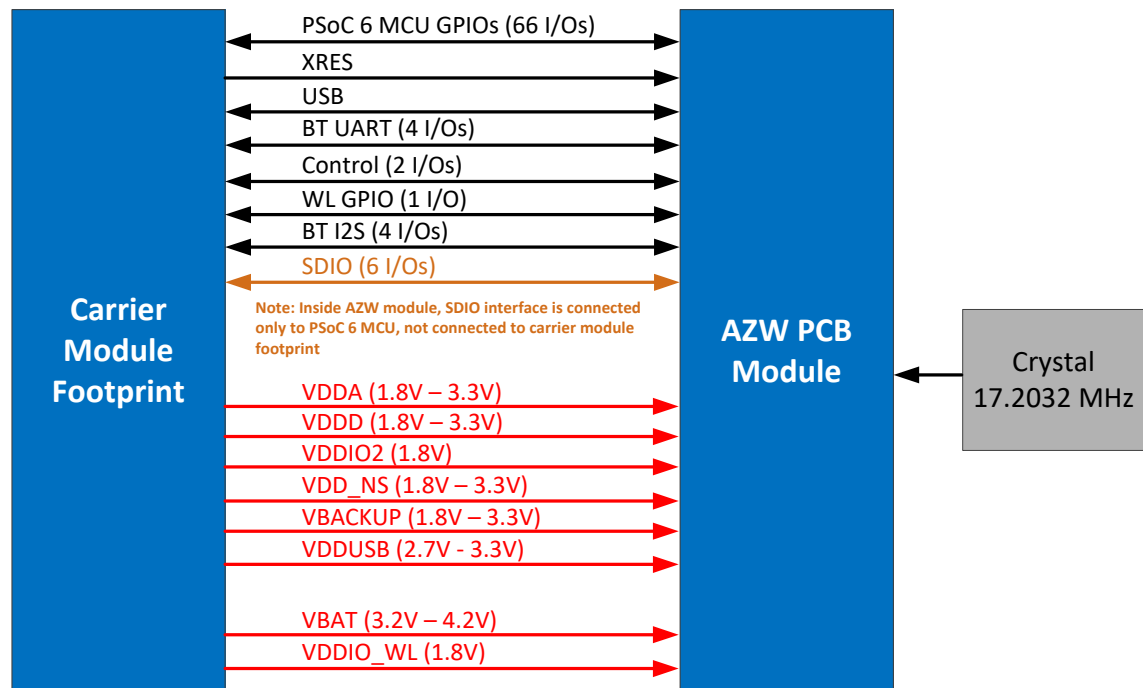 PSoC 6 MCU GPIOs (66 I/Os)
XRES
USB
BT UART (4 I/Os)
Control (2 I/Os)
WL GPIO (1 I/O)
BT I2S (4 I/Os)
SDIO (6 I/Os)
Note: Inside AZW module, SDIO interface is connected
only to PSoC 6 MCU, not connected to carrier module
footprint
Carrier
Module
Footprint
AZW PCB
Module
Crystal
17.2032 MHz
VDDA (1.8V – 3.3V)
VDDD (1.8V – 3.3V)
VDDIO2 (1.8V)
VDD_NS (1.8V – 3.3V)
VBACKUP (1.8V – 3.3V)
VDDUSB (2.7V - 3.3V)
VBAT (3.2V – 4.2V)
VDDIO_WL (1.8V)